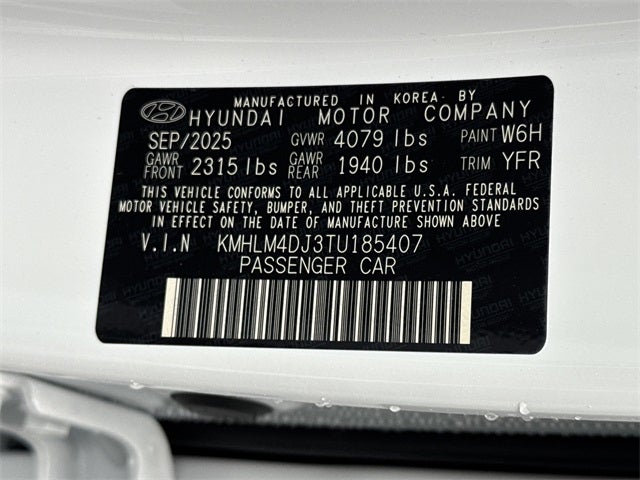 MANUFACTURED IN KOREA BY
HYUNDAI MOTOR COMPANY
SEP/2025 GVWR 4079 lbs PAINT W6H
GAWR FRONT 2315 lbs GAWR REAR 1940 lbs TRIM YFR
THIS VEHICLE CONFORMS TO ALL APPLICABLE U.S.A. FEDERAL
MOTOR VEHICLE SAFETY, BUMPER, AND THEFT PREVENTION STANDARDS
IN EFFECT ON THE DATE OF MANUFACTURE SHOWN ABOVE.
V.I.N KMHLM4DJ3TU185407
PASSENGER CAR